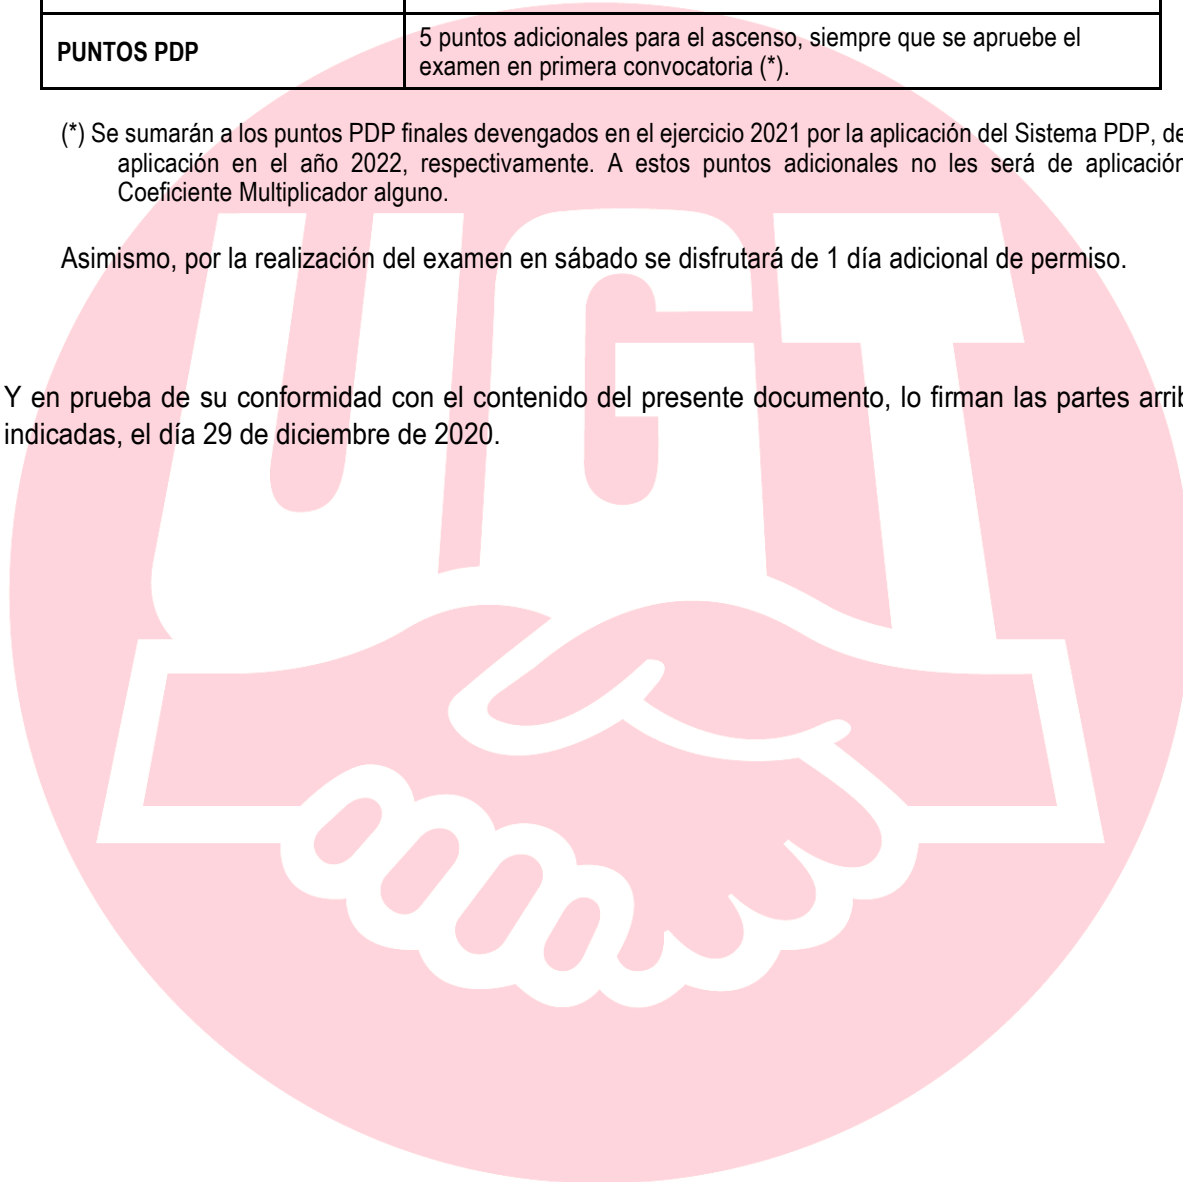 PUNTOS PDP
5 puntos adicionales para el ascenso, siempre que se apruebe el
examen en primera convocatoria (*).
(*) Se sumarán a los puntos PDP finales devengados en el ejercicio 2021 por la aplicación del Sistema PDP, de
aplicación en el año 2022, respectivamente. A estos puntos adicionales no les será de aplicación
Coeficiente Multiplicador alguno.
Asimismo, por la realización del examen en sábado se disfrutará de 1 día adicional de permiso.
Y en prueba de su conformidad con el contenido del presente documento, lo firman las partes arrib
indicadas, el día 29 de diciembre de 2020.
UGT